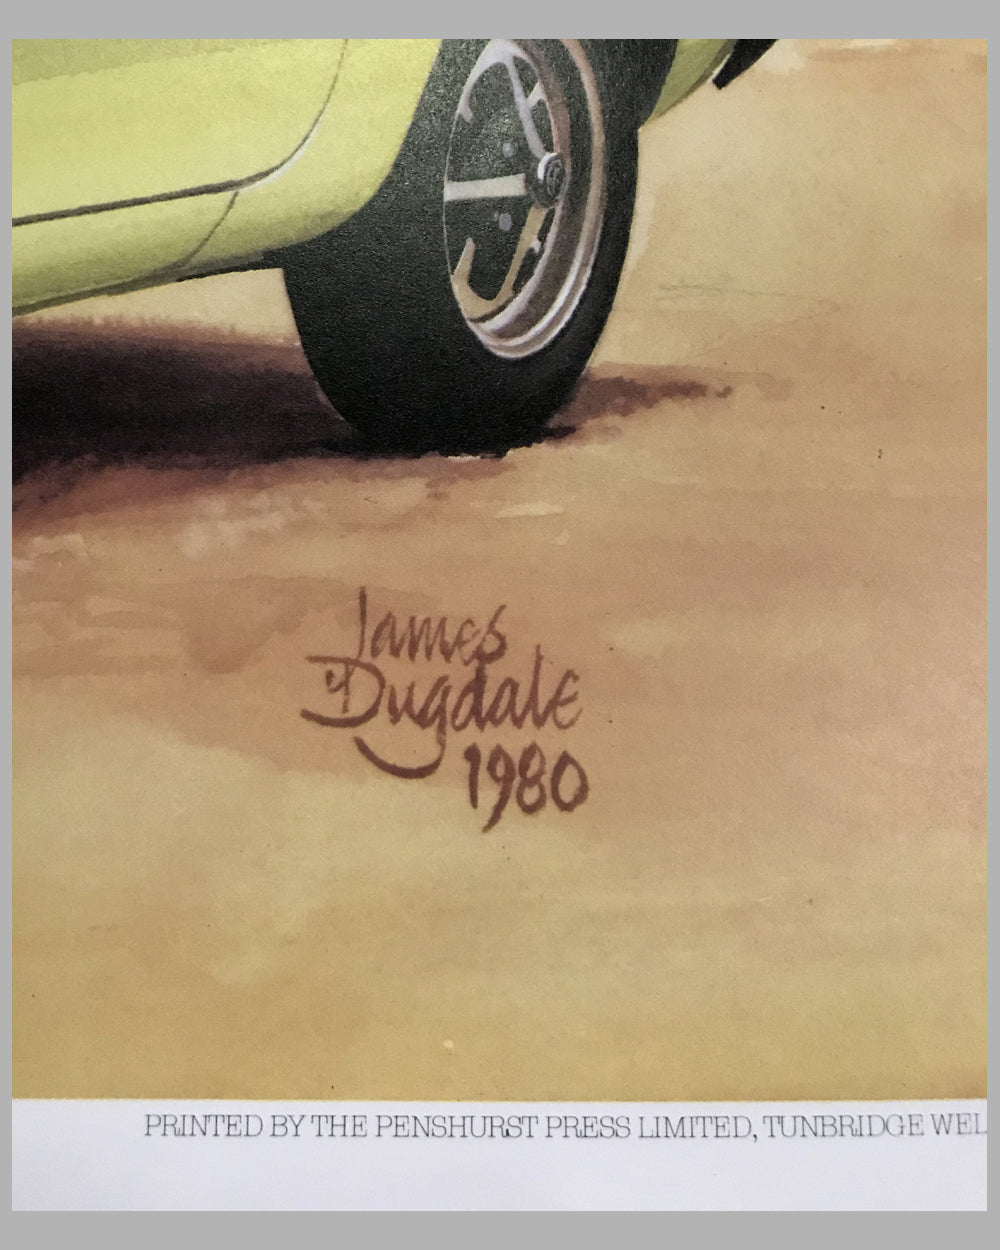 James
Dugdale
1980
PRINTED BY THE PENSHURST PRESS LIMITED, TUNBRIDGE WEL